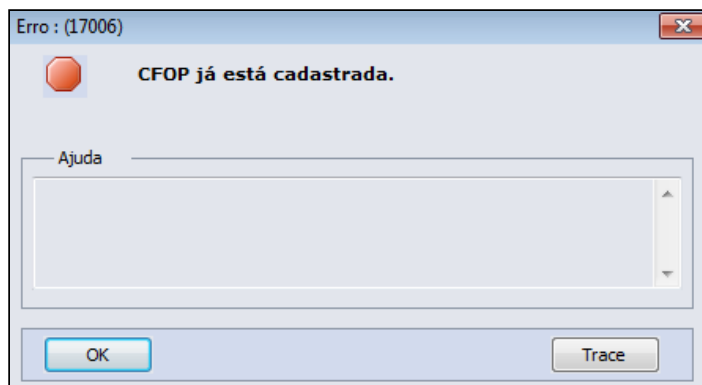 Erro : (17006)
CFOP já está cadastrada.
Ajuda
OK
Trace